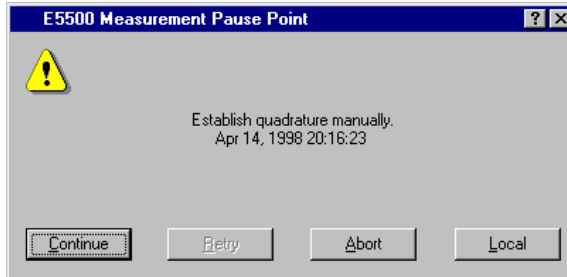 E5500 Measurement Pause Point
Establish quadrature manually.
Apr 14, 1998 20:16:23
Continue Retry Abort Local